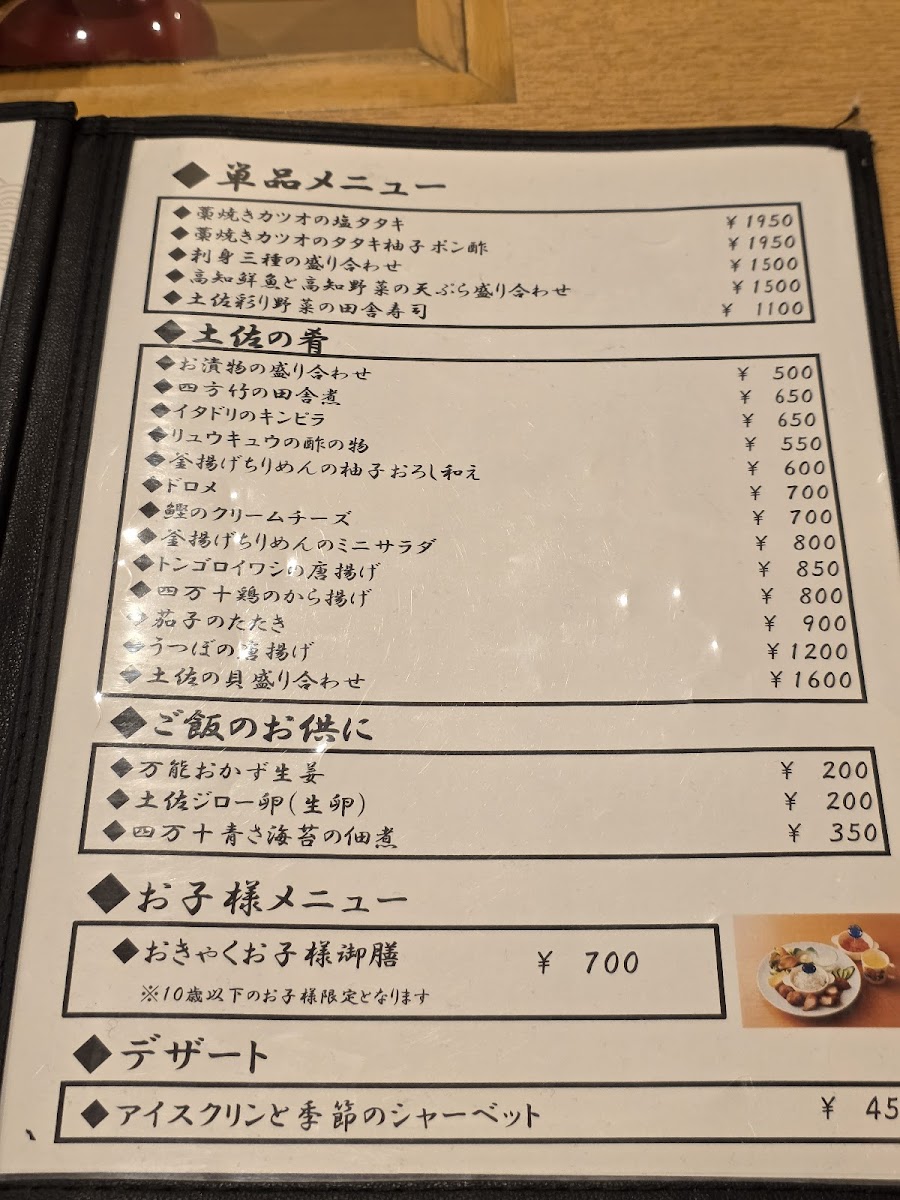 ◆単品メニュー
◆藁焼きカツオの塩タタキ ¥1950
◆藁焼きカツオのタタキ柚子ポン酢 ¥1950
◆刺身三種の盛り合わせ ¥1500
◆高知鮮魚と高知野菜の天ぷら盛り合わせ ¥1500
◆土佐彩り野菜の田舎寿司 ¥ 1100
◆土佐の肴
◆お漬物の盛り合わせ ¥ 500
◆四方竹の田舎煮 ¥ 650
◆イタドリのキンピラ ¥ 650
◆リュウキュウの酢の物 ¥ 550
◆釜揚げちりめんの柚子おろし和え ¥ 600
◆ドロメ ¥ 700
◆鰹のクリームチーズ ¥ 700
◆釜揚げちりめんのミニサラダ ¥ 800
◆トンゴロイワシの唐揚げ ¥ 850
◆四万十鶏のから揚げ ¥ 800
◆茄子のたたき ¥ 900
◆うつぼの唐揚げ ¥1200
◆土佐の貝盛り合わせ ¥1600
◆ご飯のお供に
◆万能おかず生姜 ¥ 200
◆土佐ジロー卵(生卵) ¥ 200
◆四万十青さ海苔の佃煮 ¥ 350
◆お子様メニュー
◆おきゃくお子様御膳 ¥ 700
※10歳以下のお子様限定となります
◆デザート
◆アイスクリンと季節のシャーベット ¥ 45